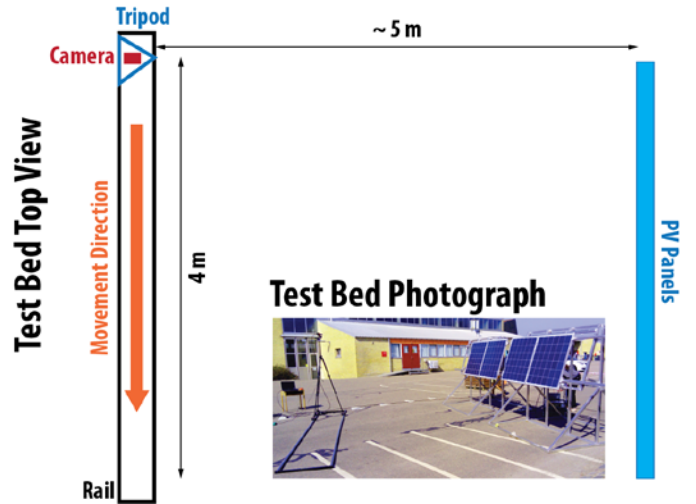 Tripod
~ 5 m
Camera
Test Bed Top View
Movement Direction
4 m
PV Panels
Test Bed Photograph
Rail